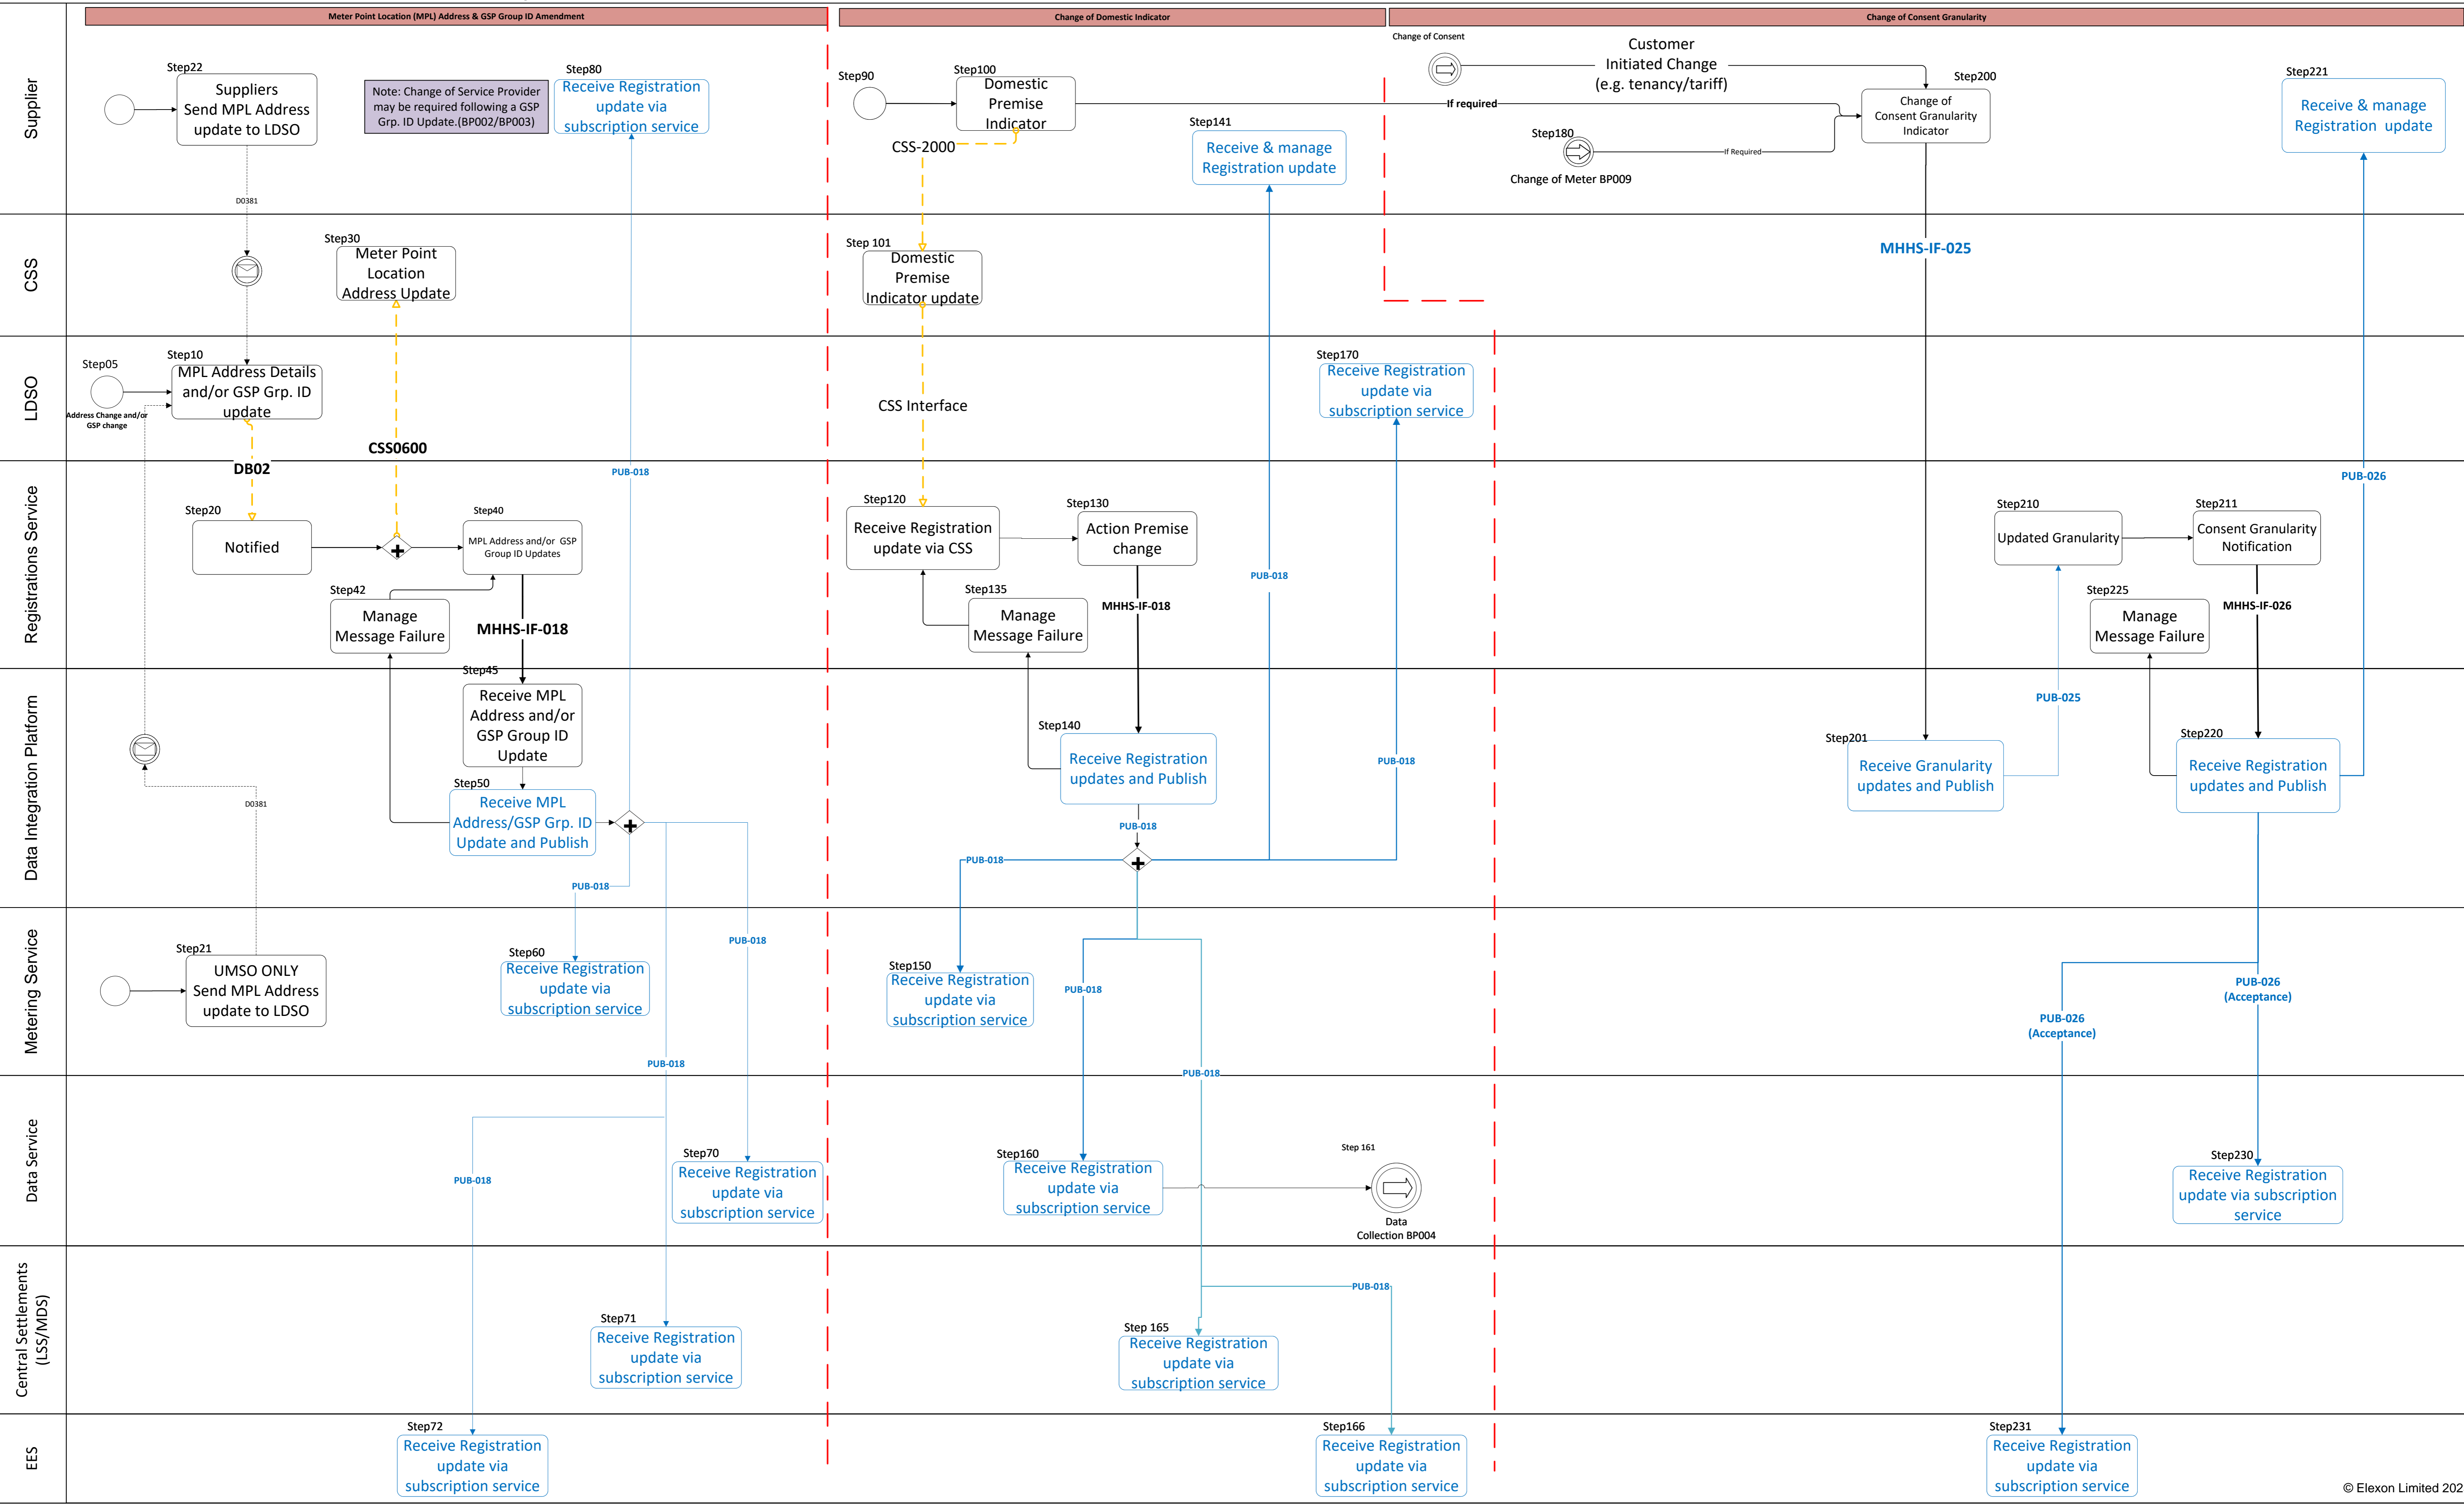 Meter Point Location (MPL) Address & GSP Group ID Amendment
Change of Domestic Indicator
Change of Consent Granularity
Supplier
Step22
Suppliers
Send MPL Address
update to LDSO
Note: Change of Service Provider
may be required following a GSP
Grp. ID Update.(BP002/BP003)
Step80
Receive Registration
update via
subscription service
D0381
Step90
Step100
Domestic
Premise
Indicator
CSS-2000
Step141
Receive & manage
Registration update
Change of Consent
Customer
Initiated Change
(e.g. tenancy/tariff)
If required
Step180
If Required
Change of Meter BP009
Step200
Change of
Consent Granularity
Indicator
Step221
Receive & manage
Registration update
CSS
Step30
Meter Point
Location
Address Update
Step 101
Domestic
Premise
Indicator update
MHHS-IF-025
LDSO
Step05
Address Change and/or
GSP change
Step10
MPL Address Details
and/or GSP Grp. ID
update
CSS0600
DB02
CSS Interface
Step170
Receive Registration
update via
subscription service
Registrations Service
PUB-018
Step20
Notified
Step40
MPL Address and/or GSP
Group ID Updates
Step42
Manage
Message Failure
MHHS-IF-018
Step120
Receive Registration
update via CSS
Step130
Action Premise
change
Step135
Manage
Message Failure
MHHS-IF-018
PUB-018
Step210
Updated Granularity
Step211
Consent Granularity
Notification
PUB-026
Step225
Manage
Message Failure
MHHS-IF-026
Data Integration Platform
Step45
Receive MPL
Address and/or
GSP Group ID
Update
Step50
Receive MPL
Address/GSP Grp. ID
Update and Publish
D0381
PUB-018
Step140
Receive Registration
updates and Publish
PUB-018
PUB-018
PUB-018
PUB-025
Step201
Receive Granularity
updates and Publish
Step220
Receive Registration
updates and Publish
Metering Service
Step21
UMSO ONLY
Send MPL Address
update to LDSO
Step60
Receive Registration
update via
subscription service
PUB-018
PUB-018
Step150
Receive Registration
update via
subscription service
PUB-018
PUB-018
PUB-026
(Acceptance)
PUB-026
(Acceptance)
Data Service
PUB-018
Step70
Receive Registration
update via
subscription service
Step160
Receive Registration
update via
subscription service
Step 161
Data
Collection BP004
Step230
Receive Registration
update via subscription
service
Central Settlements
(LSS/MDS)
Step71
Receive Registration
update via
subscription service
PUB-018
Step 165
Receive Registration
update via
subscription service
EES
Step72
Receive Registration
update via
subscription service
Step166
Receive Registration
update via
subscription service
Step231
Receive Registration
update via
subscription service
© Elexon Limited 202